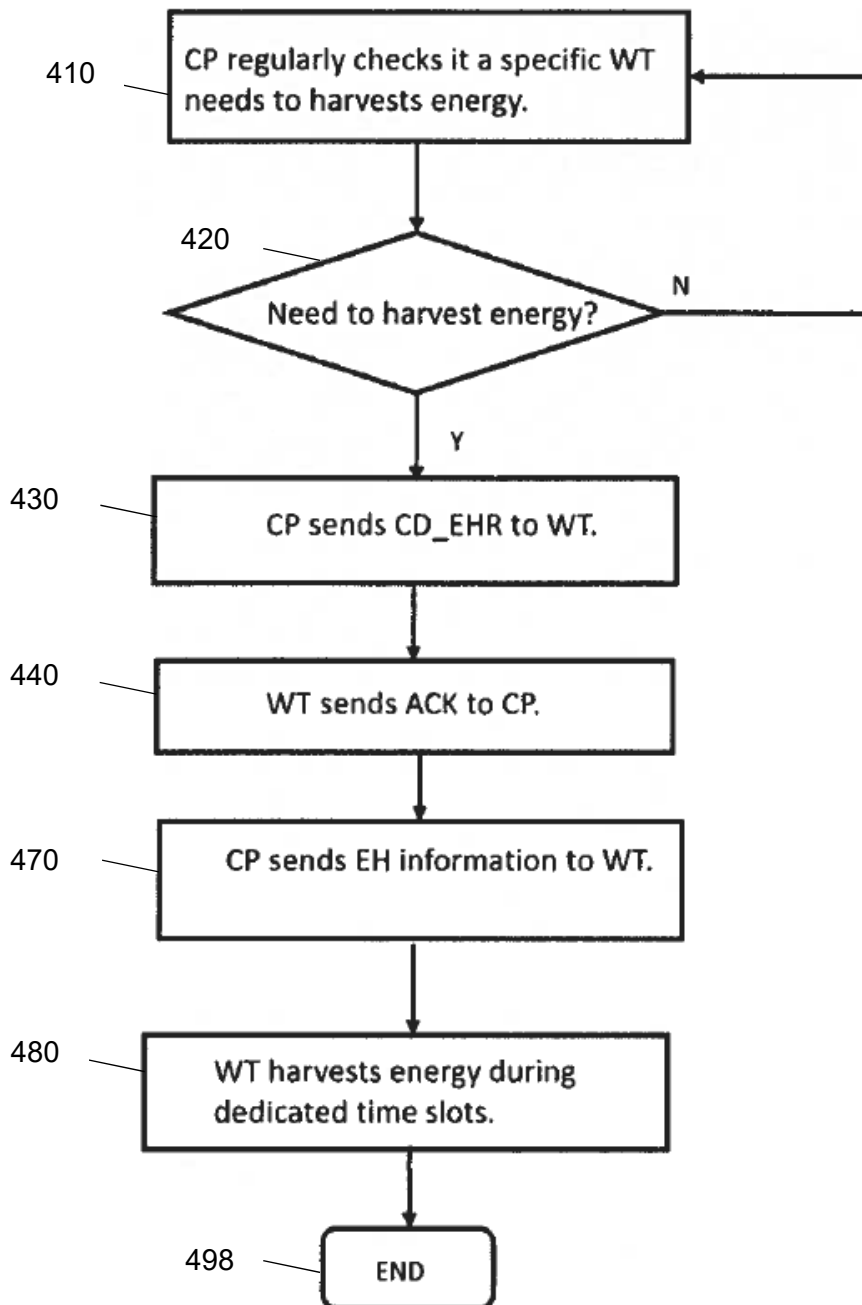 410
CP regularly checks it a specific WT
needs to harvests energy.
420
Need to harvest energy?
N
Y
430
CP sends CD_EHR to WT.
440
WT sends ACK to CP.
470
CP sends EH information to WT.
480
WT harvests energy during
dedicated time slots.
498
END